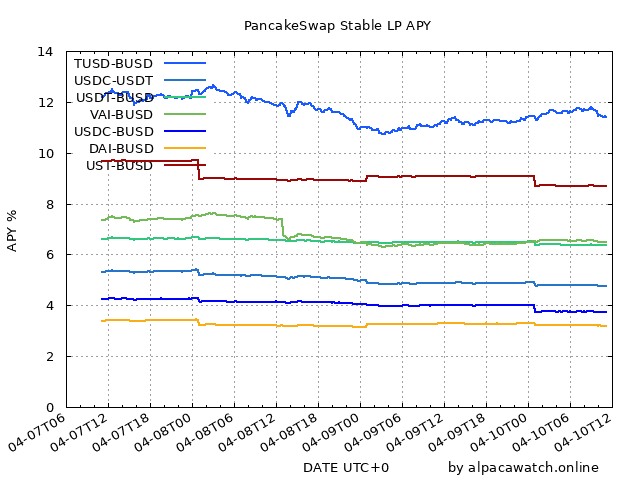 PancakeSwap Stable LP APY
14
12
10
8
6
4
2
0
APY %
TUSD-BUSD
USDC-USDT
USDT-BUSD
VAI-BUSD
USDC-BUSD
DAI-BUSD
UST-BUSD
04-07T06
04-07T12
04-07T18
04-08T00
04-08T06
04-08T12
04-08T18
04-09T00
04-09T06
04-09T12
04-09T18
04-10T00
04-10T06
04-10T12
DATE UTC+0
by alpacawatch.online